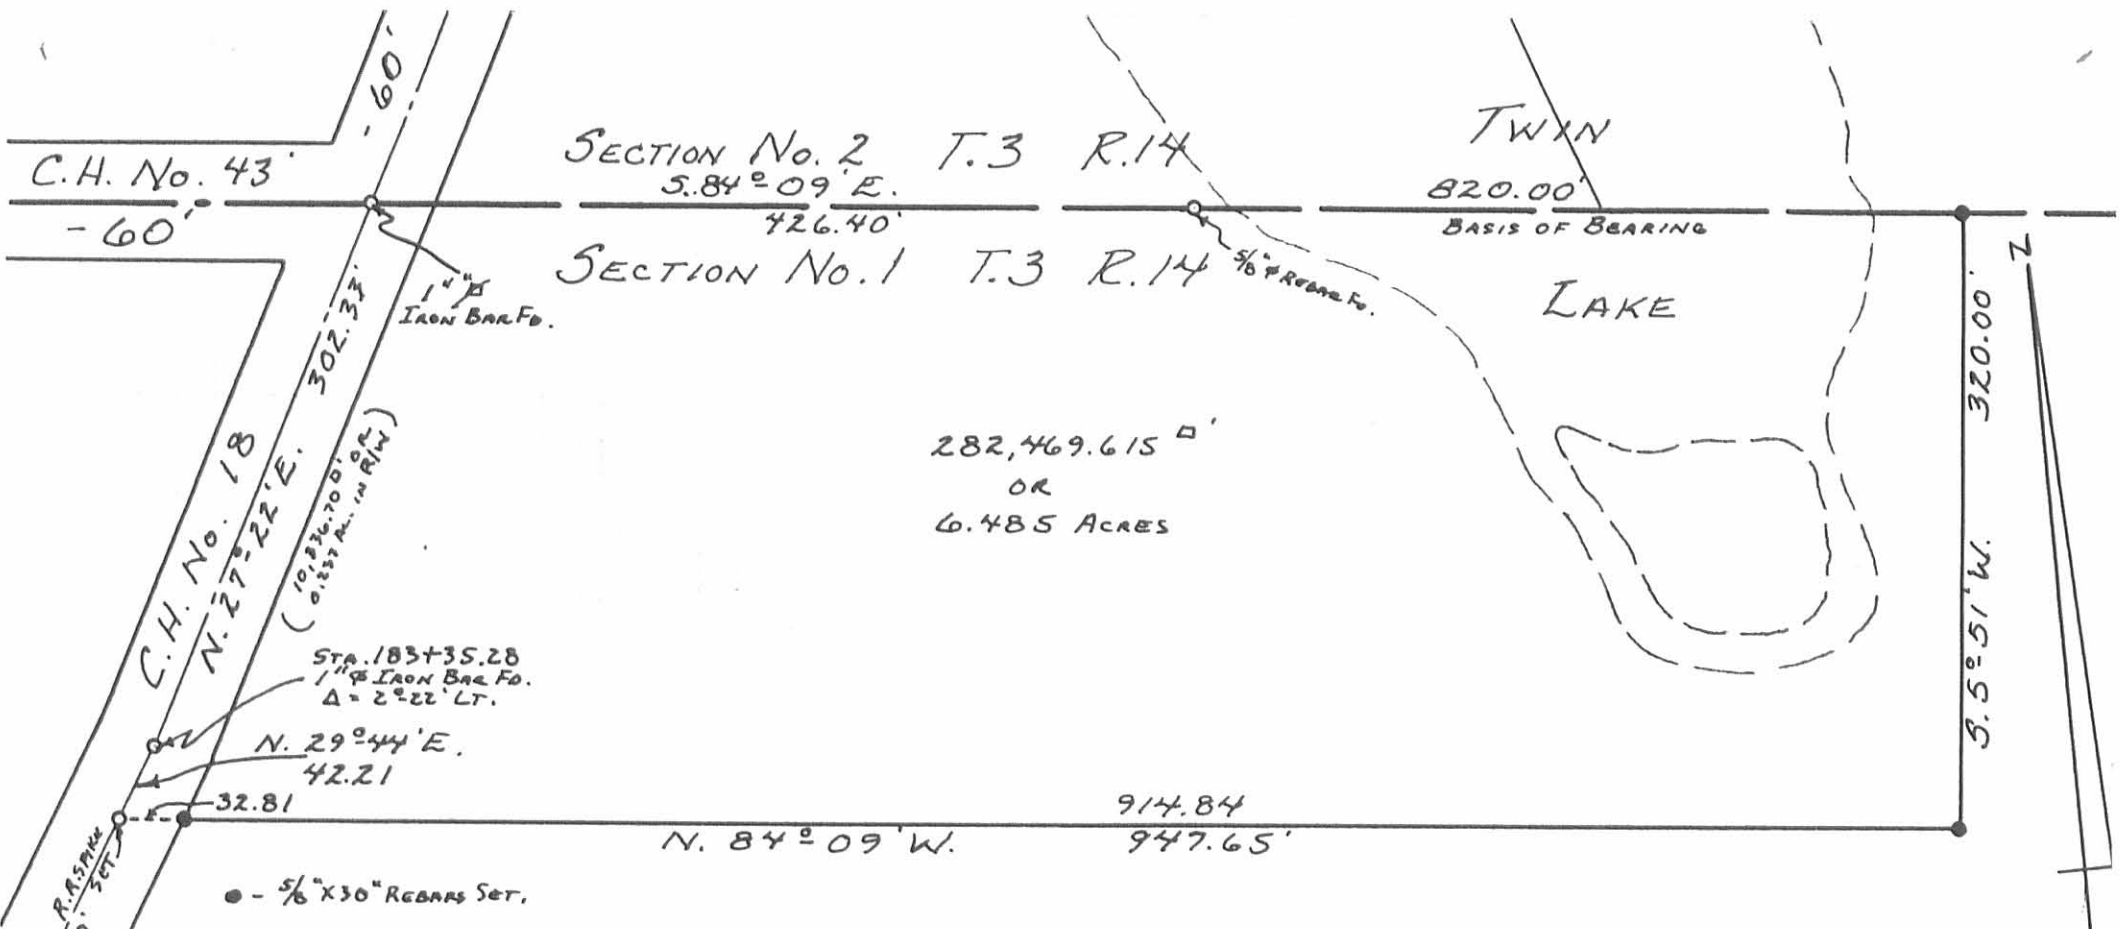 -60'
C.H. No. 43
-60'
SECTION No. 2 T.3 R.14
S. 84°-09' E.
426.40'
SECTION No. 1 T.3 R.14
TWIN
820.00'
BASIS OF BEARING
LAKE
1"⌀
IRON BAR FD.
5/8"⌀ REBAR FD.
N
302.33'
N. 27°-22' E.
C.H. No. 18
OR
IN R/W)
320.00'
S. 5°-51' W.
282,469.615 □'
OR
6.485 ACRES
STA. 183+35.28
1"⌀ IRON BAR FD.
Δ = 2°-22' LT.
N. 29°-44' E.
42.21
32.81
914.84
N. 84°-09' W.
947.65'
R.R. SPIKE
SET
● - 5/8" X 30" REBARS SET.